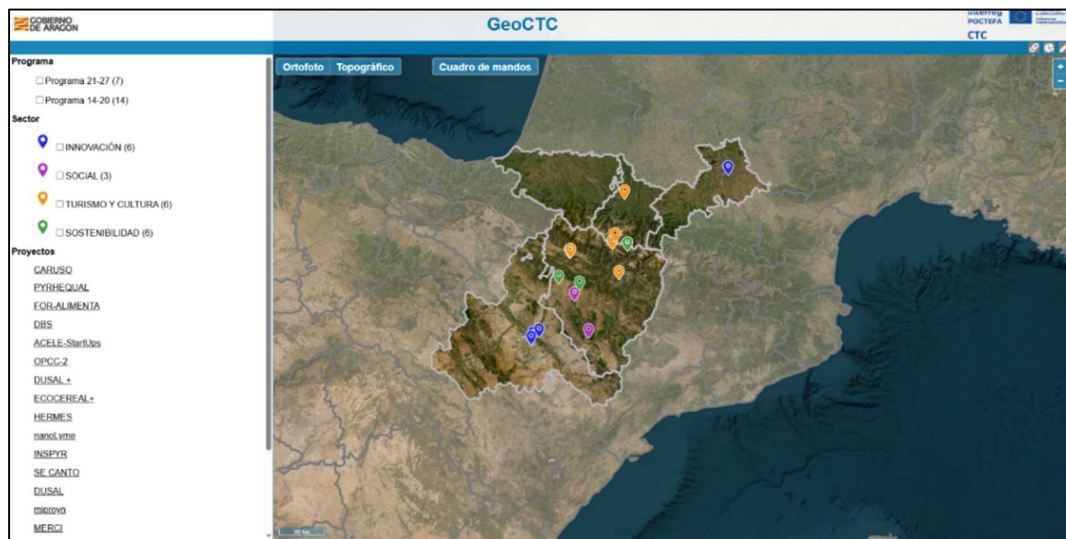 GOBIERNO
DE ARAGON
GeoCTC
Interreg
POCTEFA
CTC
Programa
Programa 21-27 (7)
Programa 14-20 (14)
Sector
INNOVACIÓN (6)
SOCIAL (3)
TURISMO Y CULTURA (6)
SOSTENIBILIDAD (6)
Proyectos
CARUSO
PYRHEQUAL
FOR-ALIMENTA
DBS
ACELE-StartUps
OPCC-2
DUSAL +
ECOCEREAL+
HERMES
nanoLyme
INSPYR
SE CANTO
DUSAL
miproyn
MERCI
Ortofoto Topográfico Cuadro de mandos
+
−